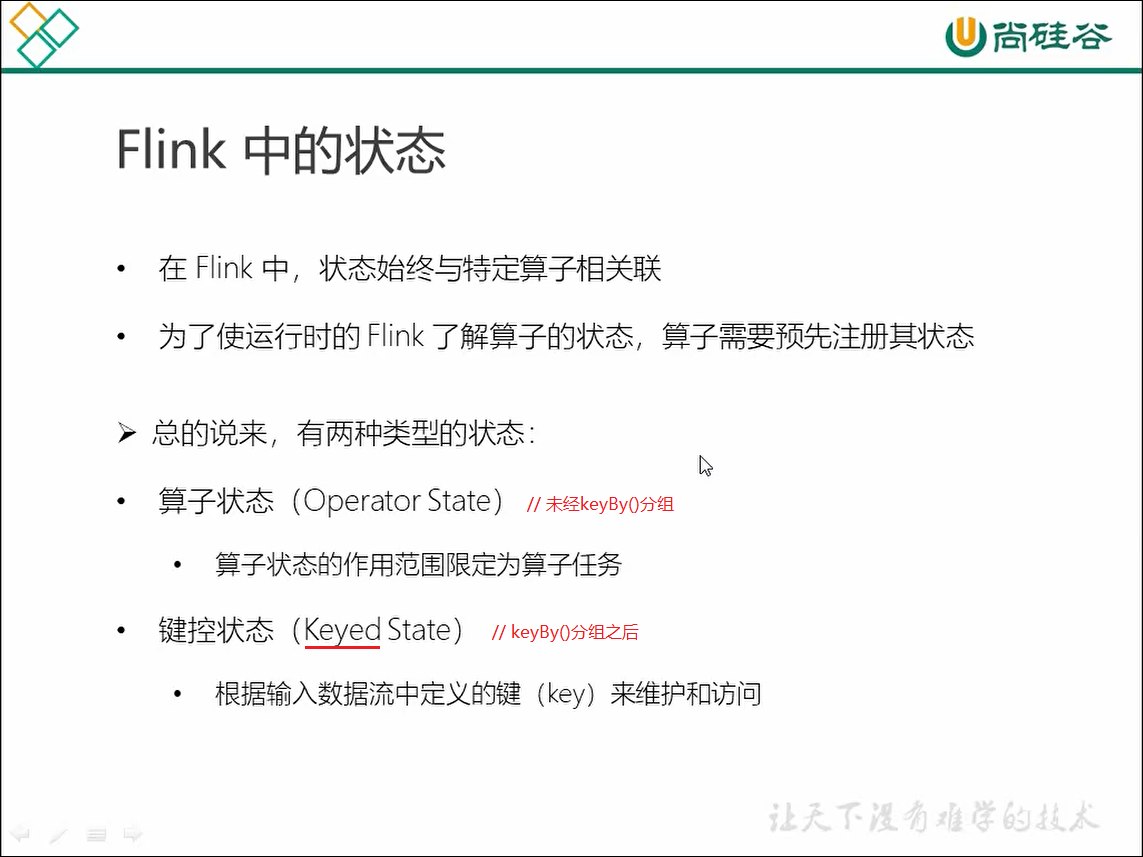 尚硅谷
Flink 中的状态
• 在 Flink 中，状态始终与特定算子相关联
• 为了使运行时的 Flink 了解算子的状态，算子需要预先注册其状态
➢ 总的说来，有两种类型的状态：
• 算子状态（Operator State） // 未经keyBy()分组
• 算子状态的作用范围限定为算子任务
• 键控状态（Keyed State） // keyBy()分组之后
• 根据输入数据流中定义的键（key）来维护和访问
让天下没有难学的技术